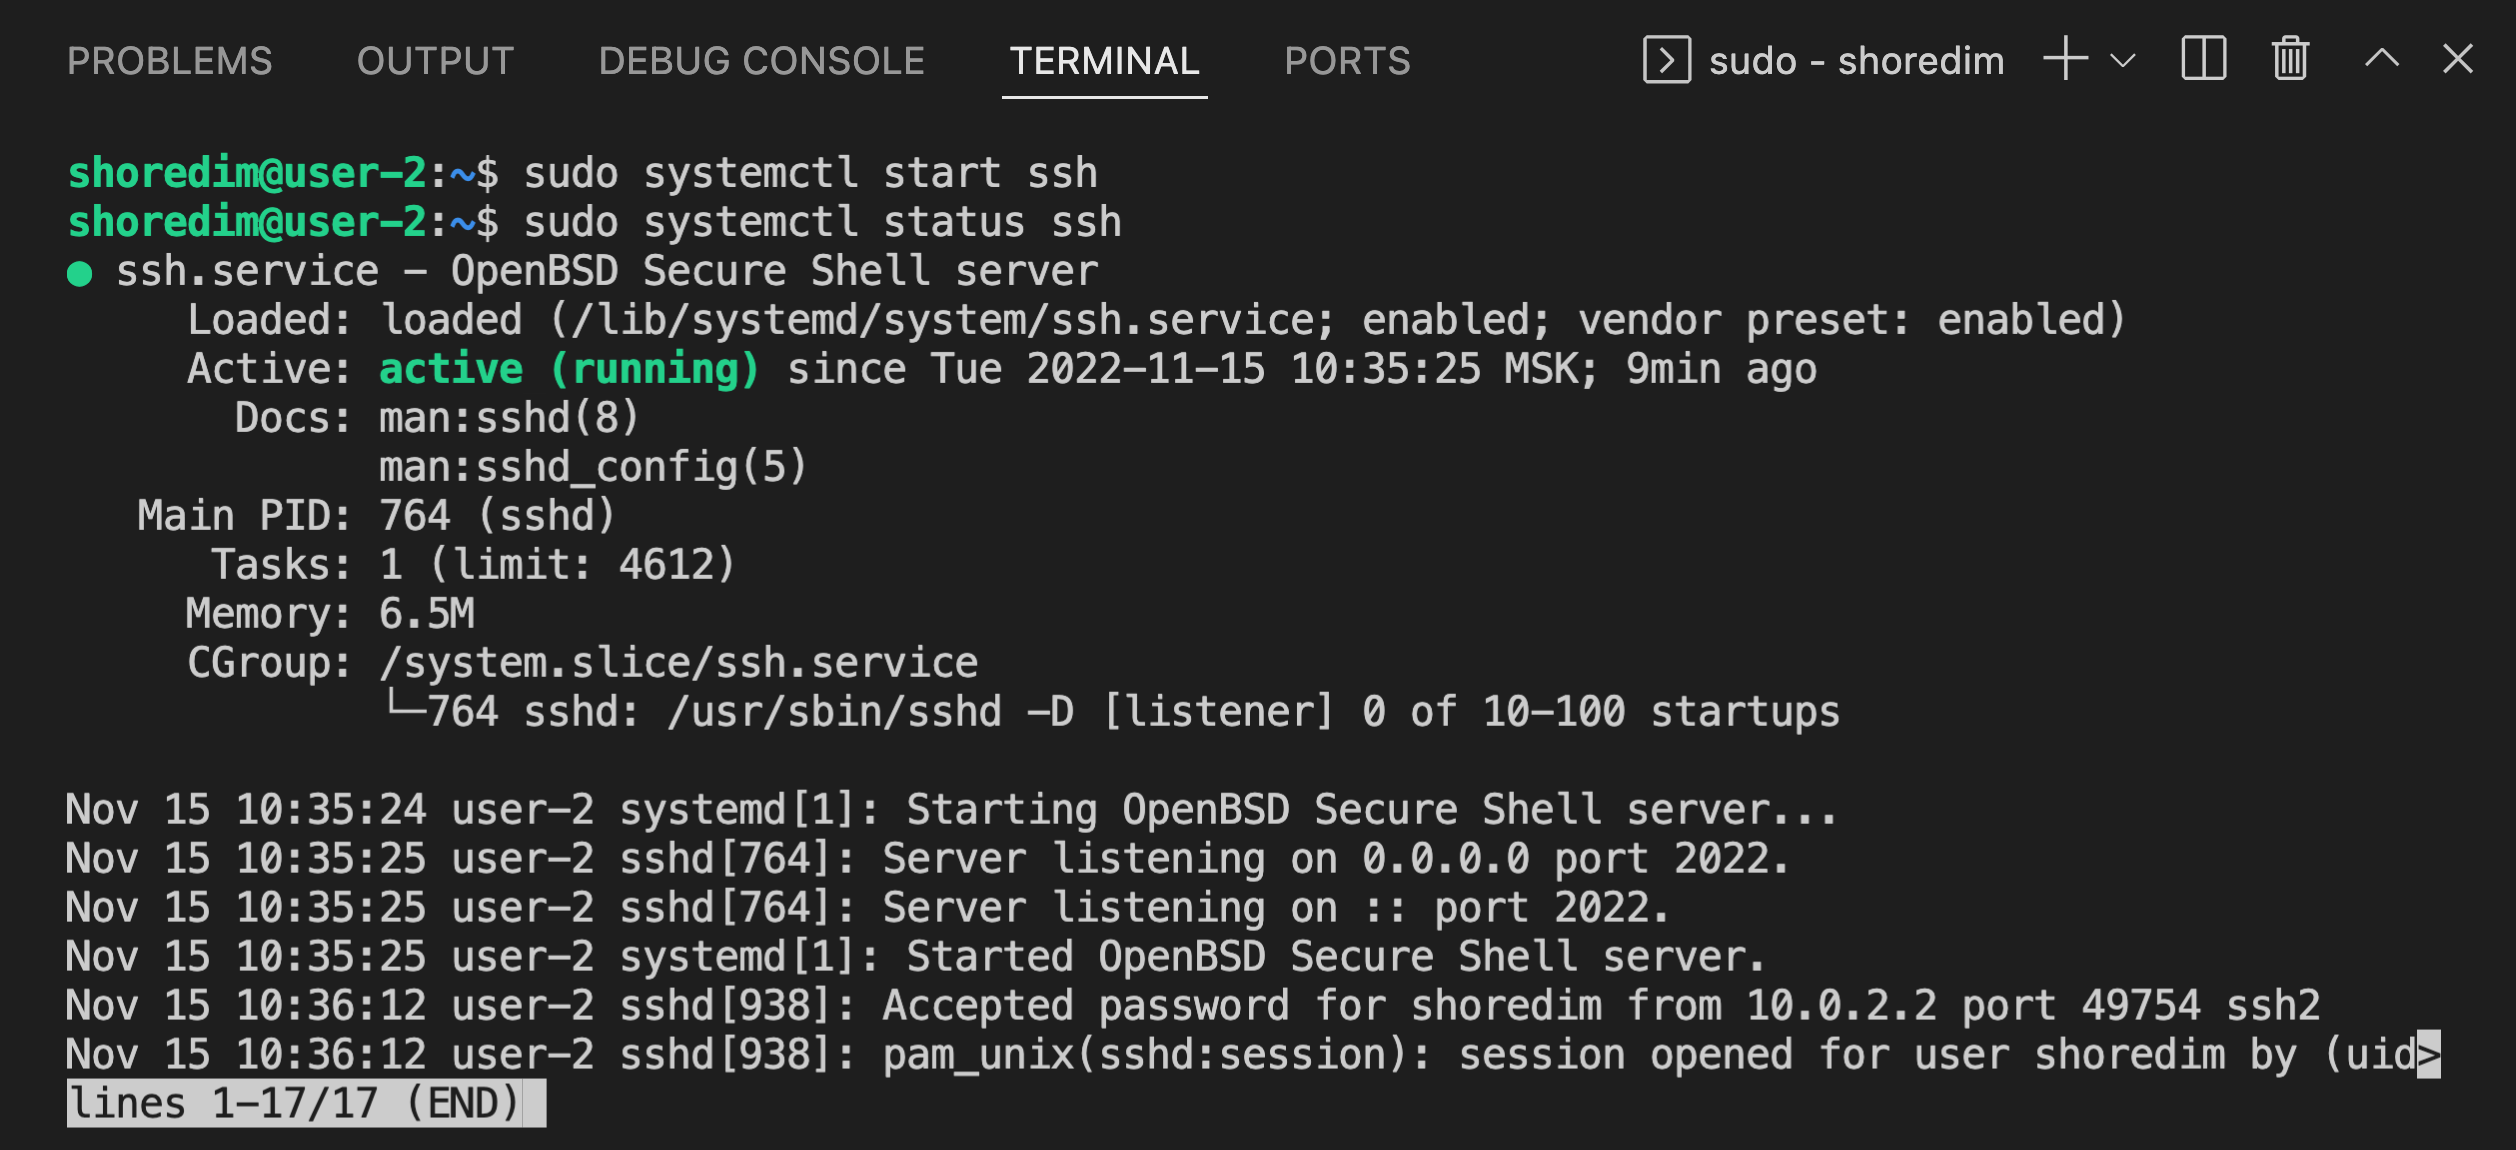 PROBLEMS OUTPUT DEBUG CONSOLE TERMINAL PORTS sudo - shoredim
shoredim@user-2:~$ sudo systemctl start ssh
shoredim@user-2:~$ sudo systemctl status ssh
● ssh.service - OpenBSD Secure Shell server
Loaded: loaded (/lib/systemd/system/ssh.service; enabled; vendor preset: enabled)
Active: active (running) since Tue 2022-11-15 10:35:25 MSK; 9min ago
Docs: man:sshd(8)
man:sshd_config(5)
Main PID: 764 (sshd)
Tasks: 1 (limit: 4612)
Memory: 6.5M
CGroup: /system.slice/ssh.service
└─764 sshd: /usr/sbin/sshd -D [listener] 0 of 10-100 startups
Nov 15 10:35:24 user-2 systemd[1]: Starting OpenBSD Secure Shell server...
Nov 15 10:35:25 user-2 sshd[764]: Server listening on 0.0.0.0 port 2022.
Nov 15 10:35:25 user-2 sshd[764]: Server listening on :: port 2022.
Nov 15 10:35:25 user-2 systemd[1]: Started OpenBSD Secure Shell server.
Nov 15 10:36:12 user-2 sshd[938]: Accepted password for shoredim from 10.0.2.2 port 49754 ssh2
Nov 15 10:36:12 user-2 sshd[938]: pam_unix(sshd:session): session opened for user shoredim by (uid>
lines 1-17/17 (END)